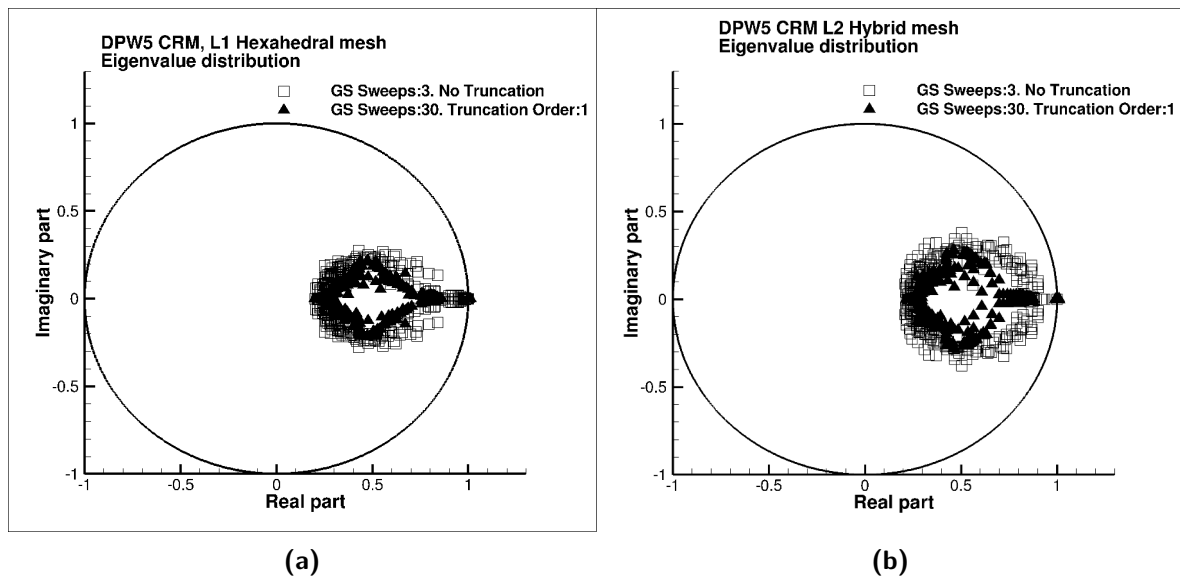 DPW5 CRM, L1 Hexahedral mesh
Eigenvalue distribution
GS Sweeps:3. No Truncation
GS Sweeps:30. Truncation Order:1
1
0.5
0
-0.5
-1
Imaginary part
-1
-0.5
0
0.5
1
Real part
(a)
DPW5 CRM L2 Hybrid mesh
Eigenvalue distribution
GS Sweeps:3. No Truncation
GS Sweeps:30. Truncation Order:1
1
0.5
0
-0.5
-1
Imaginary part
-1
-0.5
0
0.5
1
Real part
(b)